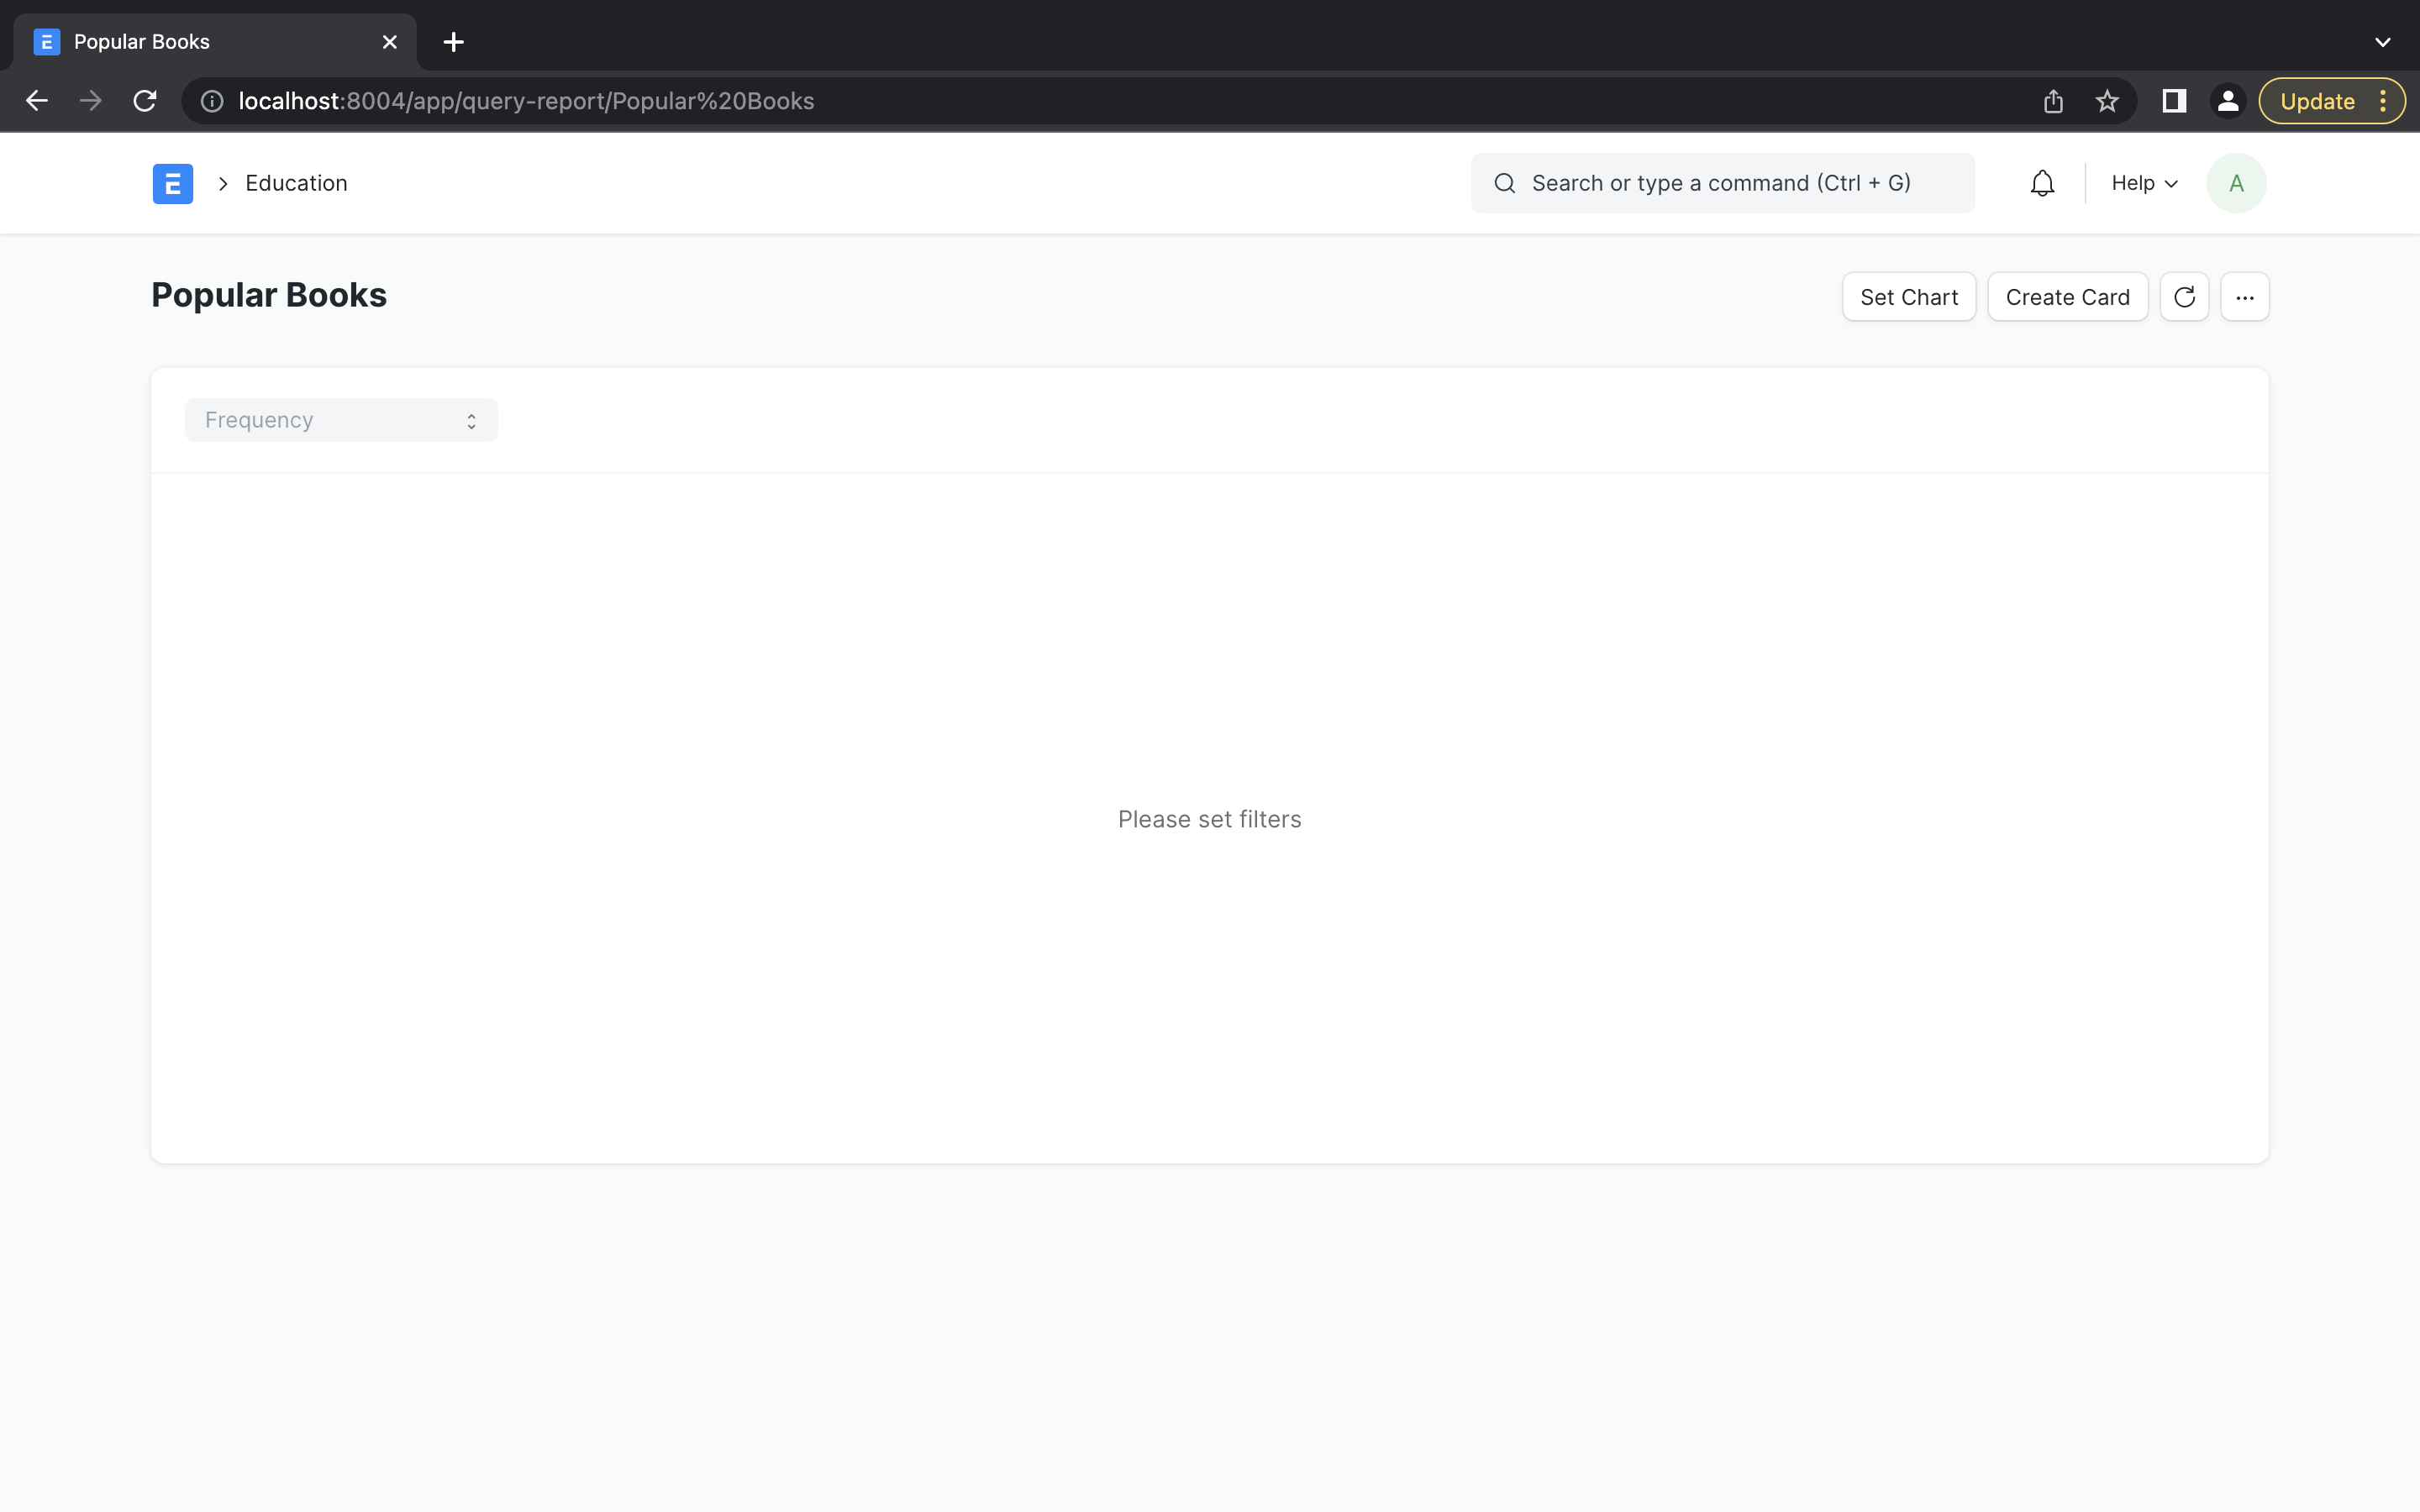 Popular Books
localhost:8004/app/query-report/Popular%20Books
Update
Education
Search or type a command (Ctrl + G)
Help
A
Popular Books
Set Chart
Create Card
Frequency
Please set filters